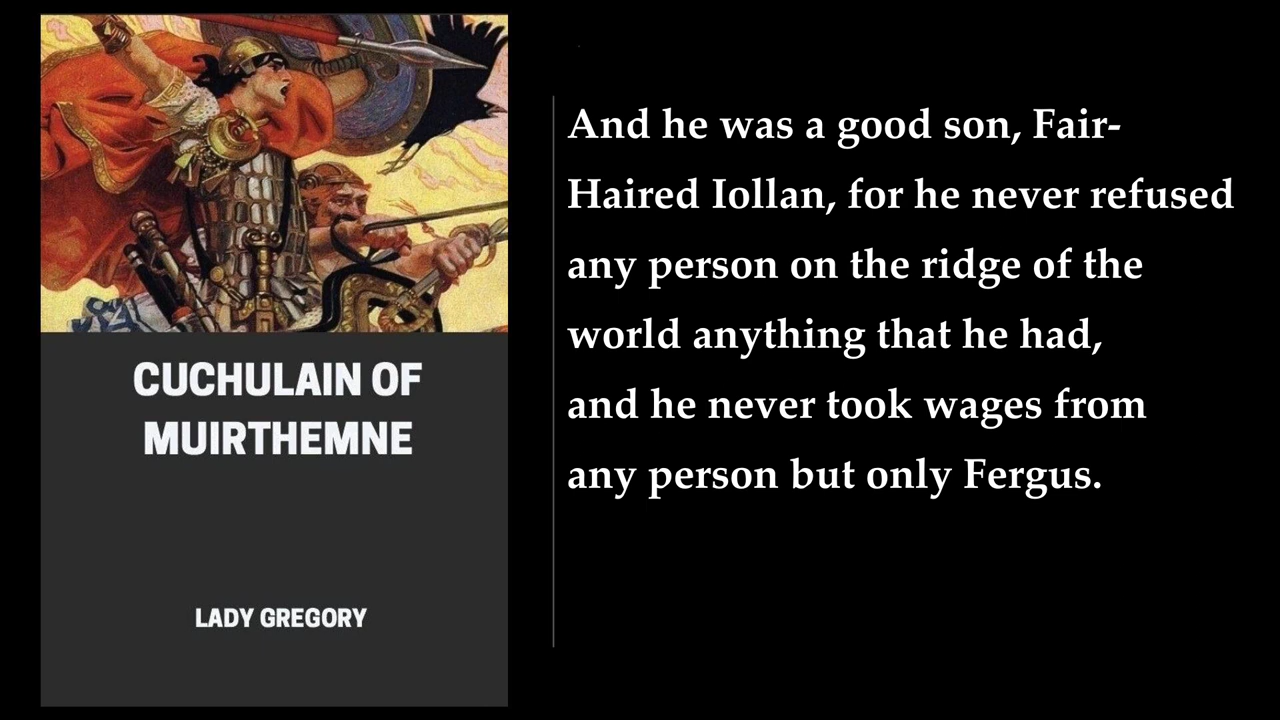 CUCHULAIN OF
MUIRTHEMNE
LADY GREGORY
And he was a good son, Fair-
Haired Iollan, for he never refused
any person on the ridge of the
world anything that he had,
and he never took wages from
any person but only Fergus.